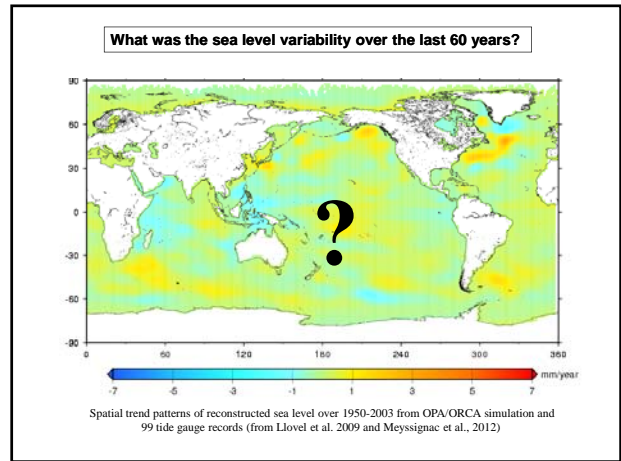 What was the sea level variability over the last 60 years?
90
60
30
0
-30
-60
-90
?
0 60 120 180 240 300 360
-7 -5 -3 -1 1 3 5 7 mm/year
Spatial trend patterns of reconstructed sea level over 1950-2003 from OPA/ORCA simulation and
99 tide gauge records (from Llovel et al. 2009 and Meyssignac et al., 2012)